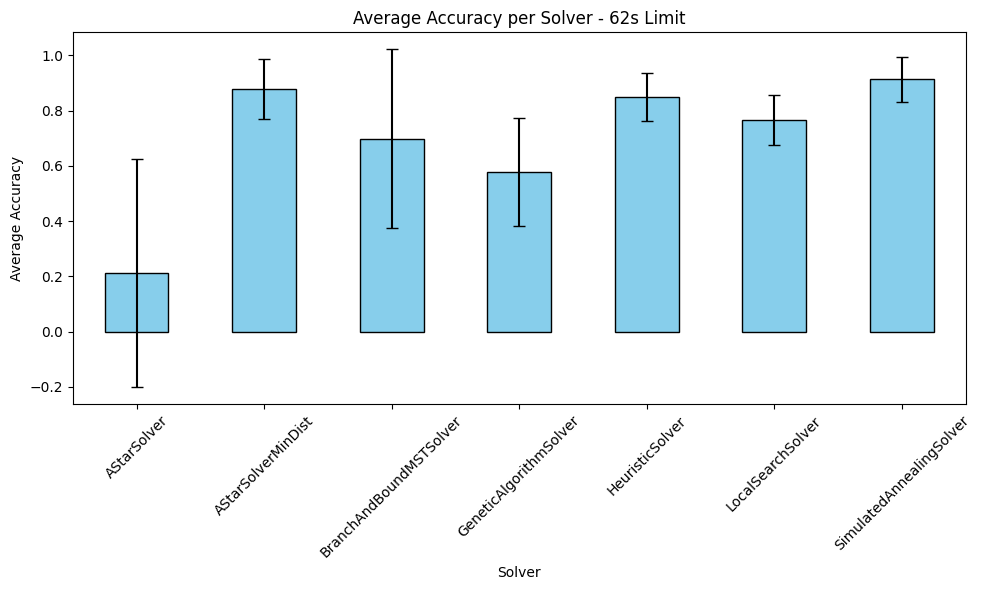 Average Accuracy per Solver - 62s Limit
1.0
0.8
0.6
0.4
0.2
0.0
−0.2
Average Accuracy
AStarSolver
AStarSolverMinDist
BranchAndBoundMSTSolver
GeneticAlgorithmSolver
HeuristicSolver
LocalSearchSolver
SimulatedAnnealingSolver
Solver